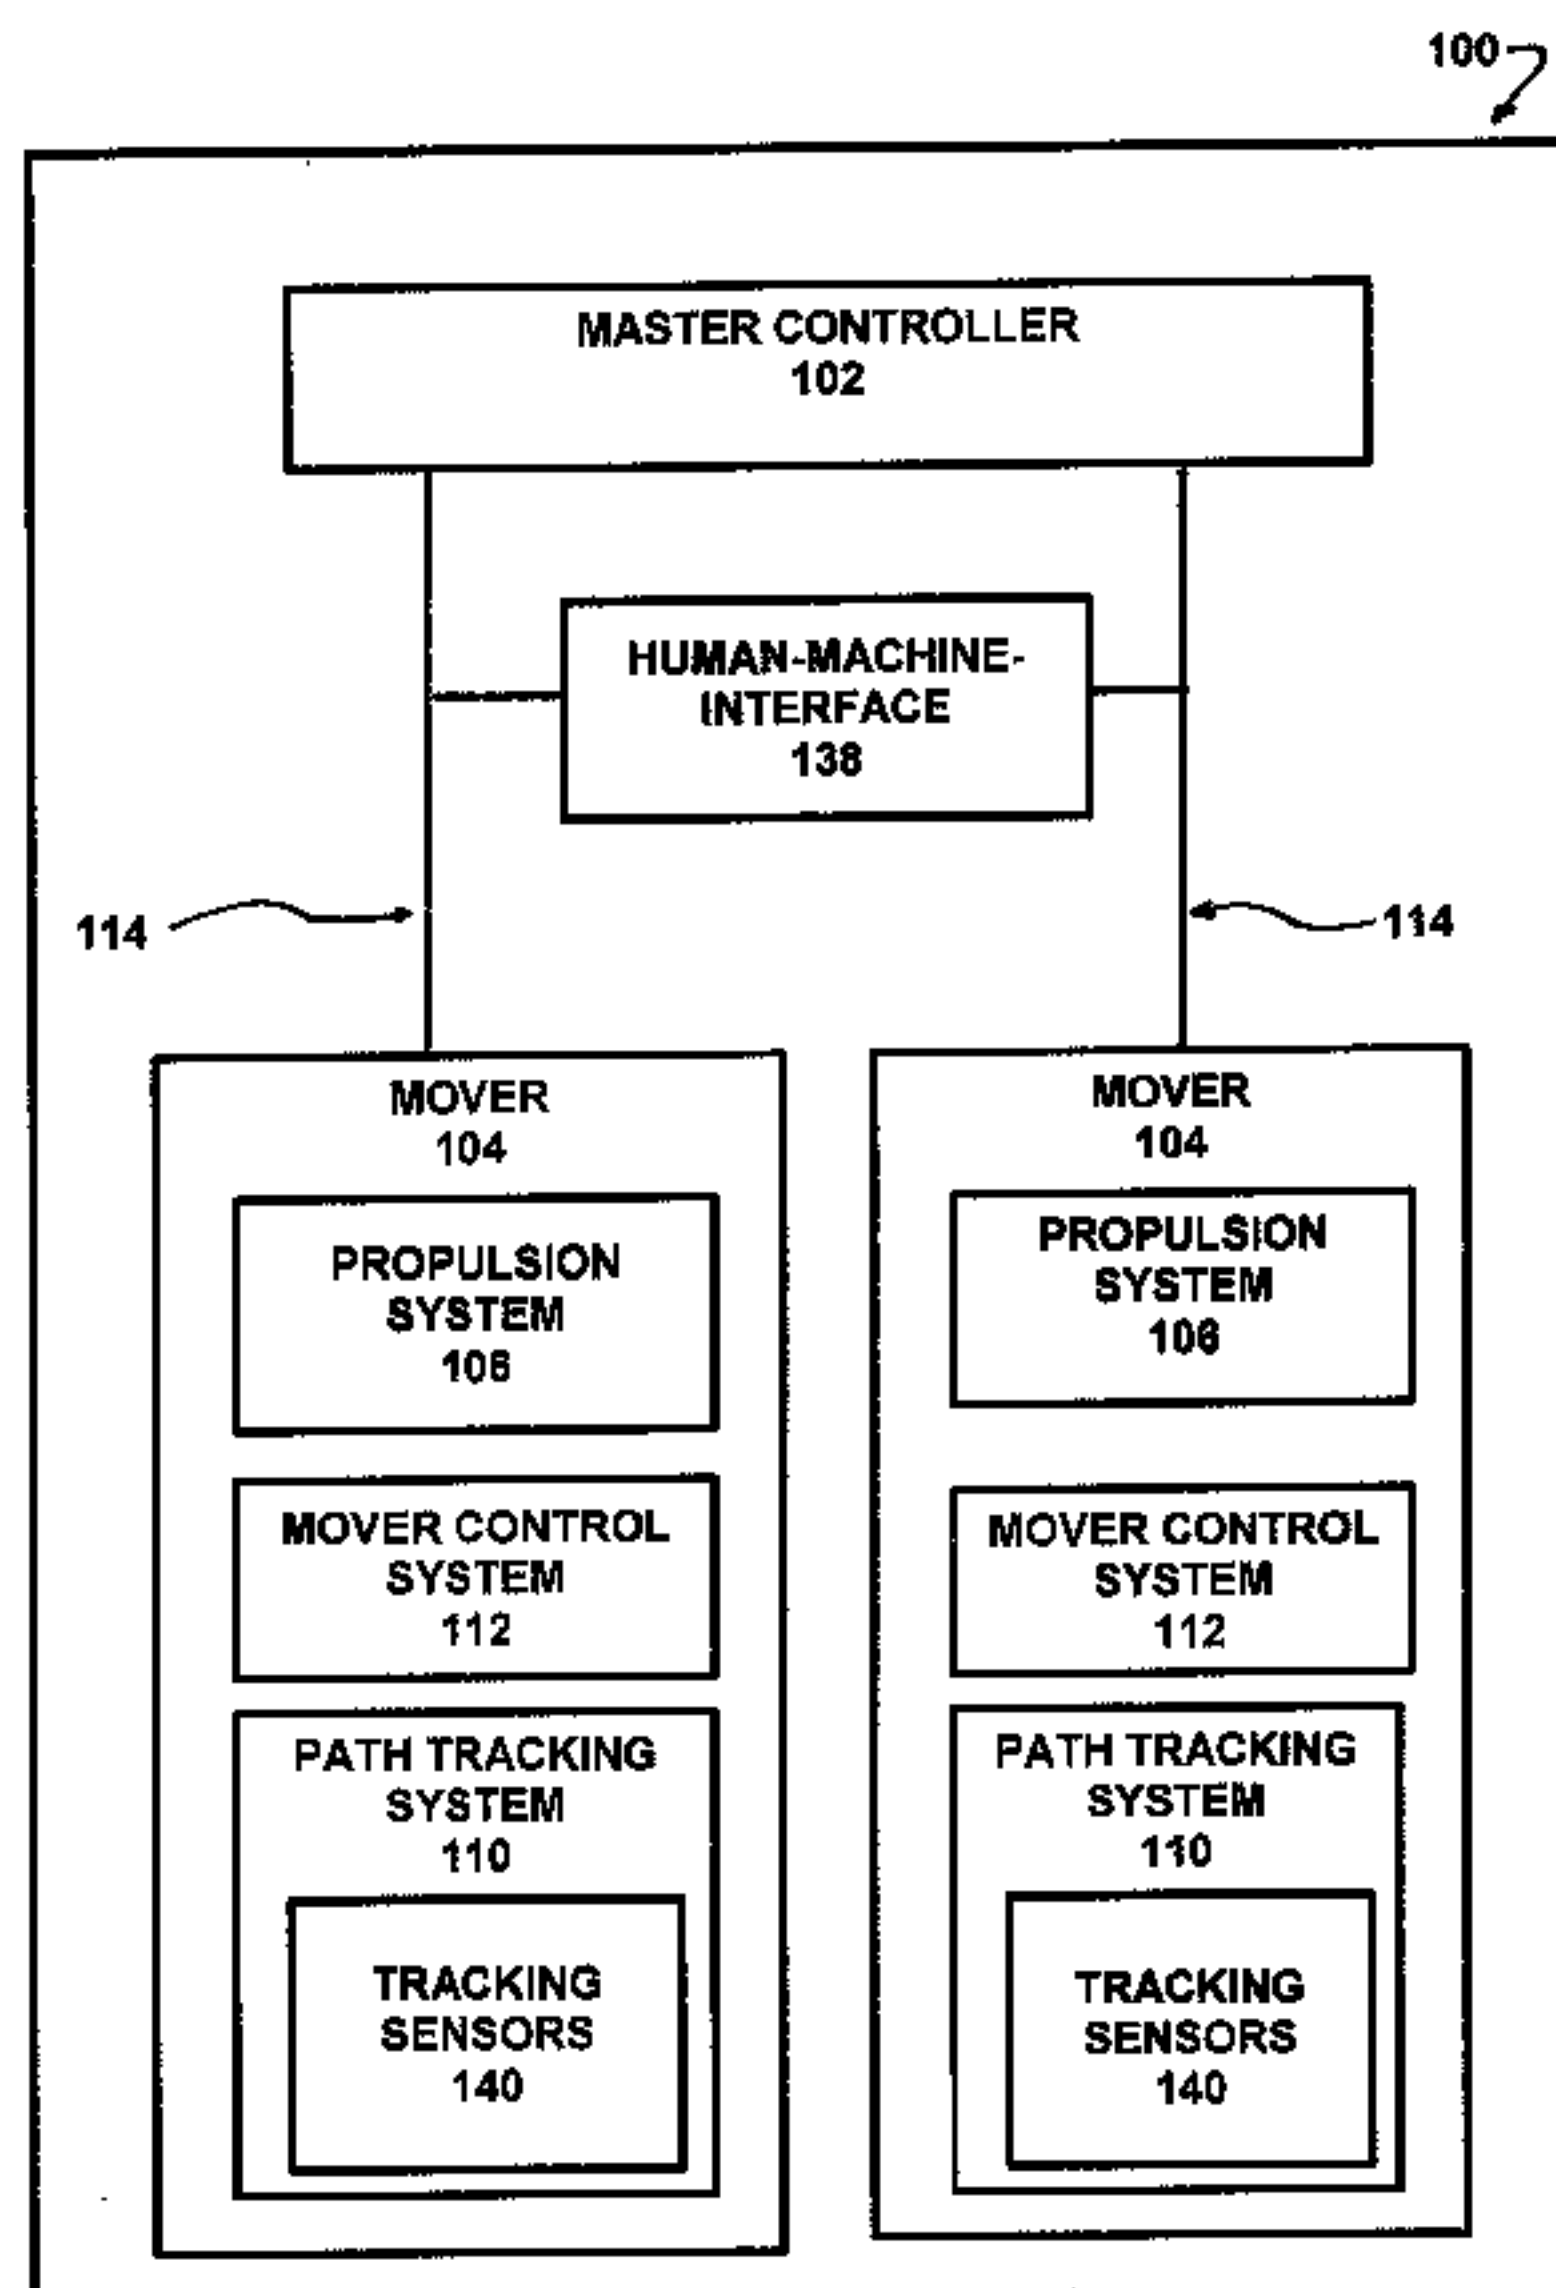 100
MASTER CONTROLLER
102
HUMAN-MACHINE-
INTERFACE
138
114
114
MOVER
104
PROPULSION
SYSTEM
106
MOVER CONTROL
SYSTEM
112
PATH TRACKING
SYSTEM
110
TRACKING
SENSORS
140
MOVER
104
PROPULSION
SYSTEM
106
MOVER CONTROL
SYSTEM
112
PATH TRACKING
SYSTEM
110
TRACKING
SENSORS
140